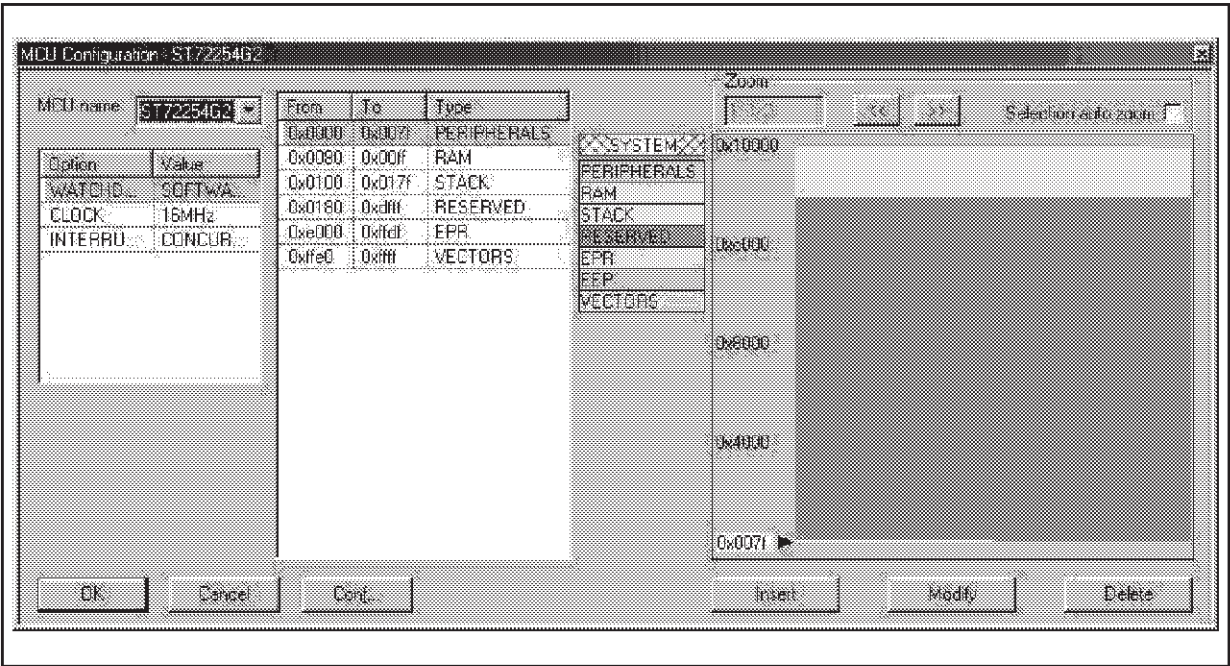 MCU Configuration - ST72254G2
MCU name
ST72254G2
Option Value
WATCHD... SOFTWA...
CLOCK 16MHz
INTERRU... CONCUR...
From To Type
0x0000 0x007f PERIPHERALS
0x0080 0x00ff RAM
0x0100 0x017f STACK
0x0180 0xdfff RESERVED
0xe000 0xffdf EPR
0xffe0 0xffff VECTORS
SYSTEM
PERIPHERALS
RAM
STACK
RESERVED
EPR
EEP
VECTORS
Zoom
<< >>
Selection auto zoom
0x10000
0xc000
0x8000
0x4000
0x007f
OK Cancel Conf... Insert Modify Delete